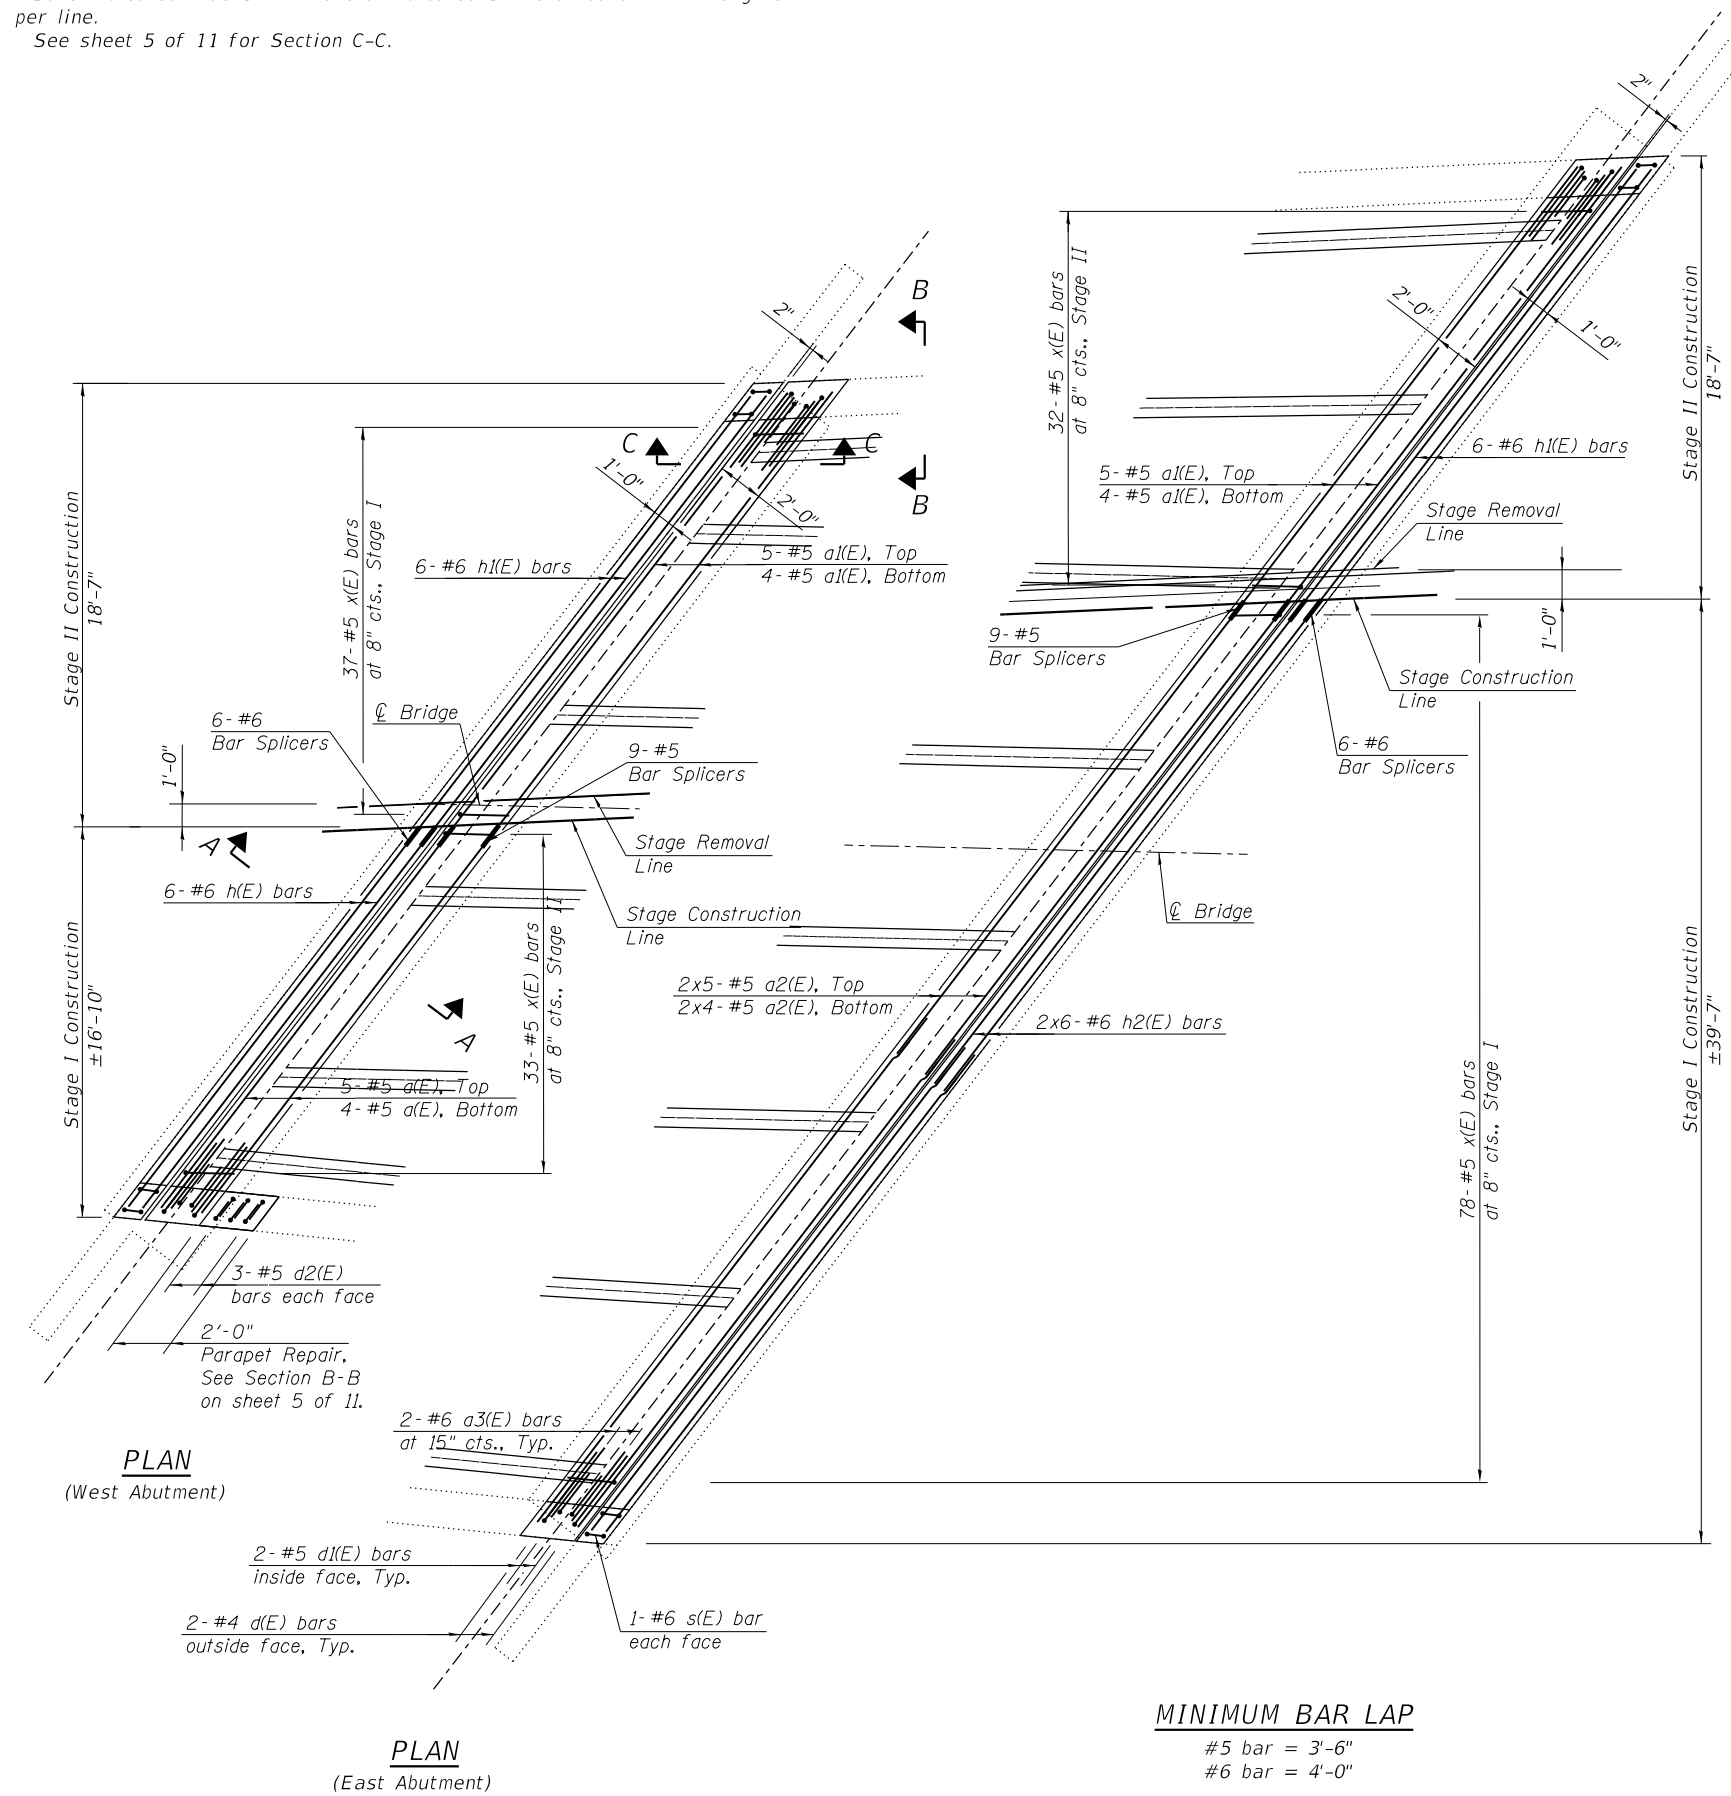 per line.
See sheet 5 of 11 for Section C-C.
2"
B
C
C
B
1'-0"
2'-0"
37-#5 x(E) bars
at 8" cts., Stage I
Stage II Construction
18'-7"
6-#6 h1(E) bars
5-#5 a1(E), Top
4-#5 a1(E), Bottom
6-#6
Bar Splicers
℄ Bridge
9-#5
Bar Splicers
1'-0"
A
Stage Removal
Line
6-#6 h(E) bars
Stage Construction
Line
33-#5 x(E) bars
at 8" cts., Stage II
A
Stage I Construction
±16'-10"
5-#5 a(E), Top
4-#5 a(E), Bottom
3-#5 d2(E)
bars each face
2'-0"
Parapet Repair,
See Section B-B
on sheet 5 of 11.
PLAN
(West Abutment)
2"
32-#5 x(E) bars
at 8" cts., Stage II
2'-0"
1'-0"
Stage II Construction
18'-7"
6-#6 h1(E) bars
5-#5 a1(E), Top
4-#5 a1(E), Bottom
Stage Removal
Line
9-#5
Bar Splicers
1'-0"
Stage Construction
Line
6-#6
Bar Splicers
℄ Bridge
2x5-#5 a2(E), Top
2x4-#5 a2(E), Bottom
2x6-#6 h2(E) bars
78-#5 x(E) bars
at 8" cts., Stage I
Stage I Construction
±39'-7"
2-#6 a3(E) bars
at 15" cts., Typ.
2-#5 d1(E) bars
inside face, Typ.
2-#4 d(E) bars
outside face, Typ.
1-#6 s(E) bar
each face
PLAN
(East Abutment)
MINIMUM BAR LAP
#5 bar = 3'-6"
#6 bar = 4'-0"